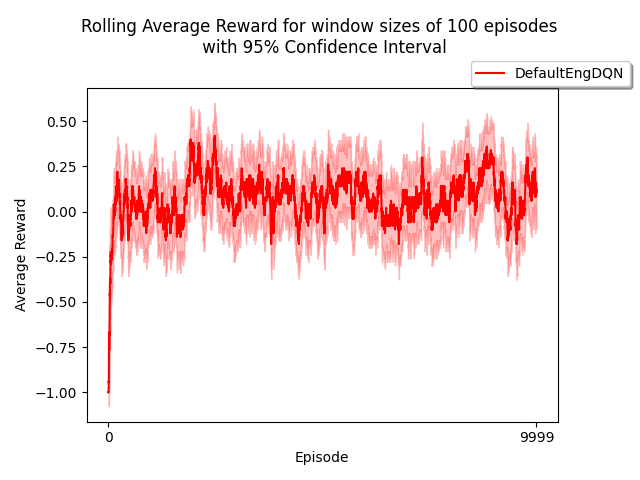 Rolling Average Reward for window sizes of 100 episodes
with 95% Confidence Interval
DefaultEngDQN
0.50
0.25
0.00
−0.25
−0.50
−0.75
−1.00
Average Reward
0 9999
Episode